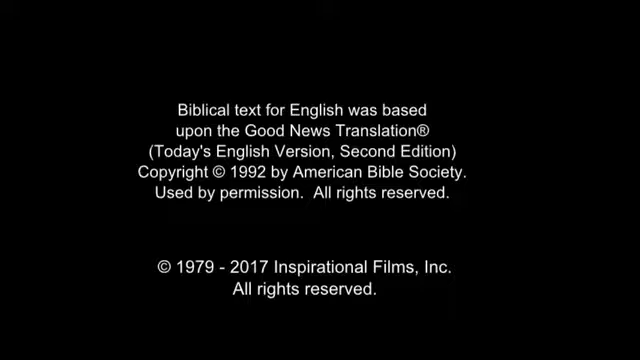 Biblical text for English was based
upon the Good News Translation®
(Today's English Version, Second Edition)
Copyright © 1992 by American Bible Society.
Used by permission.  All rights reserved.
© 1979 - 2017 Inspirational Films, Inc.
All rights reserved.